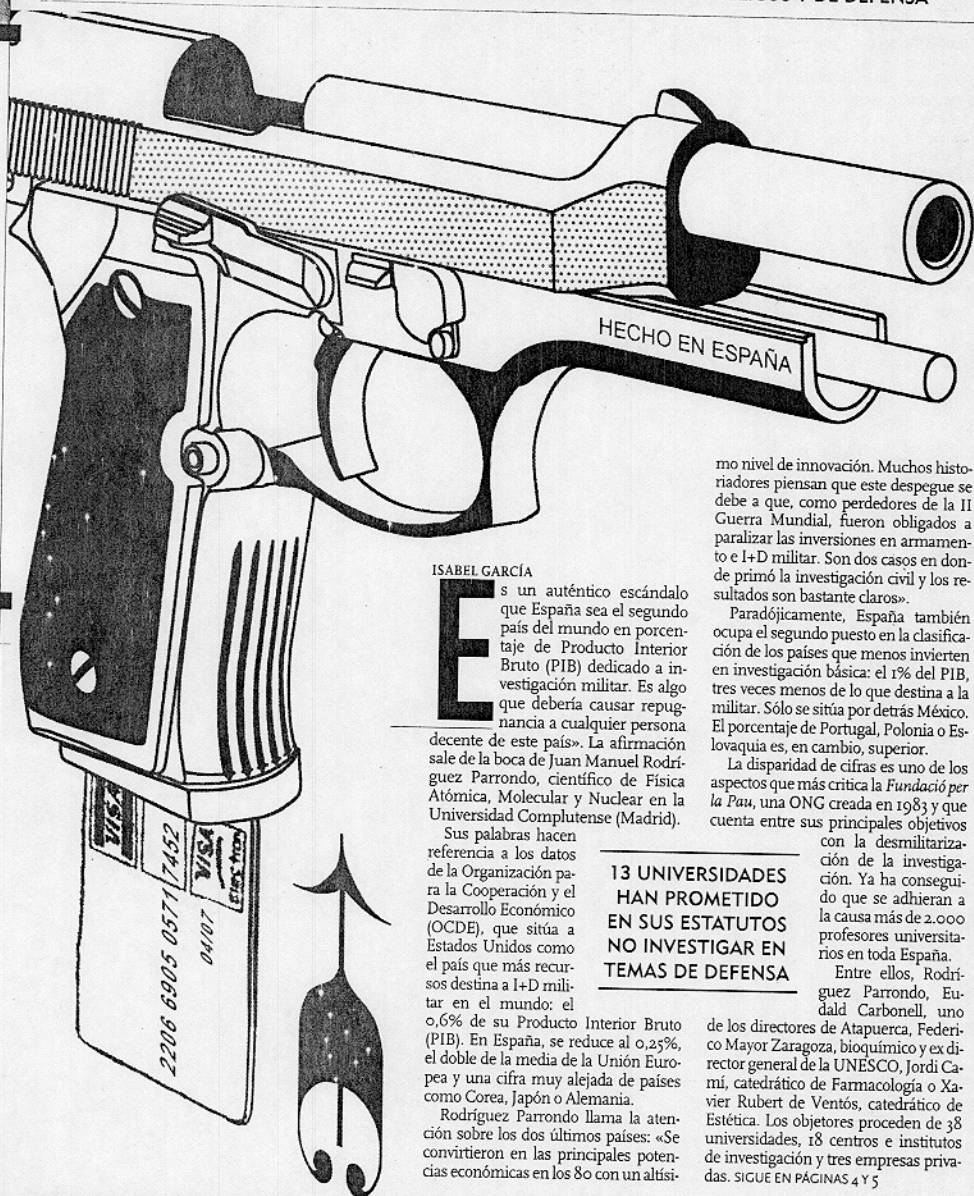 Y DE DEFENSA
HECHO EN ESPAÑA
VISA
2206 6905 0571 7452
04/07
VISA
Electron
ISABEL GARCÍA
Es un auténtico escándalo
que España sea el segundo
país del mundo en porcen-
taje de Producto Interior
Bruto (PIB) dedicado a in-
vestigación militar. Es algo
que debería causar repug-
nancia a cualquier persona
decente de este país». La afirmación
sale de la boca de Juan Manuel Rodrí-
guez Parrondo, científico de Física
Atómica, Molecular y Nuclear en la
Universidad Complutense (Madrid).
Sus palabras hacen
referencia a los datos
de la Organización pa-
ra la Cooperación y el
Desarrollo Económico
(OCDE), que sitúa a
Estados Unidos como
el país que más recur-
sos destina a I+D mili-
tar en el mundo: el
0,6% de su Producto Interior Bruto
(PIB). En España, se reduce al 0,25%,
el doble de la media de la Unión Euro-
pea y una cifra muy alejada de países
como Corea, Japón o Alemania.
Rodríguez Parrondo llama la aten-
ción sobre los dos últimos países: «Se
convirtieron en las principales poten-
cias económicas en los 80 con un altísi-
mo nivel de innovación. Muchos histo-
riadores piensan que este despegue se
debe a que, como perdedores de la II
Guerra Mundial, fueron obligados a
paralizar las inversiones en armamen-
to e I+D militar. Son dos casos en don-
de primó la investigación civil y los re-
sultados son bastante claros».
Paradójicamente, España también
ocupa el segundo puesto en la clasifica-
ción de los países que menos invierten
en investigación básica: el 1% del PIB,
tres veces menos de lo que destina a la
militar. Sólo se sitúa por detrás México.
El porcentaje de Portugal, Polonia o Es-
lovaquia es, en cambio, superior.
La disparidad de cifras es uno de los
aspectos que más critica la Fundació per
la Pau, una ONG creada en 1983 y que
cuenta entre sus principales objetivos
con la desmilitariza-
ción de la investiga-
ción. Ya ha consegui-
do que se adhieran a
la causa más de 2.000
profesores universita-
rios en toda España.
Entre ellos, Rodrí-
guez Parrondo, Eu-
dald Carbonell, uno
de los directores de Atapuerca, Federi-
co Mayor Zaragoza, bioquímico y ex di-
rector general de la UNESCO, Jordi Ca-
mí, catedrático de Farmacología o Xa-
vier Rubert de Ventós, catedrático de
Estética. Los objetores proceden de 38
universidades, 18 centros e institutos
de investigación y tres empresas priva-
das. SIGUE EN PÁGINAS 4 Y 5
13 UNIVERSIDADES
HAN PROMETIDO
EN SUS ESTATUTOS
NO INVESTIGAR EN
TEMAS DE DEFENSA